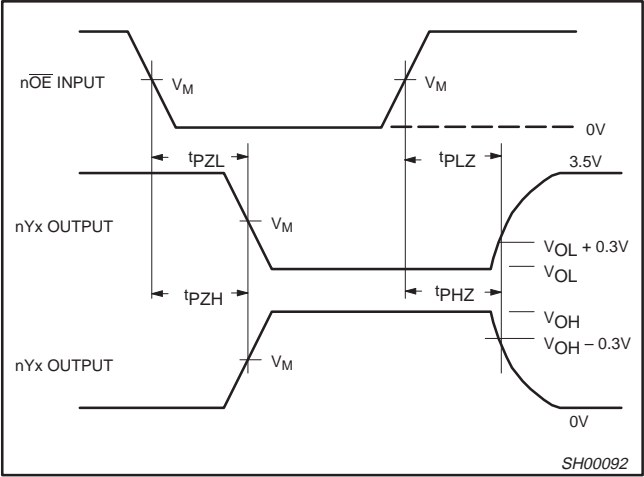 nO̅E̅ INPUT
VM
VM
0V
tPZL
tPLZ
3.5V
nYx OUTPUT
VM
VOL + 0.3V
VOL
tPZH
tPHZ
VOH
VOH – 0.3V
nYx OUTPUT
VM
0V
SH00092